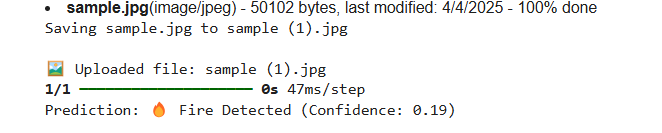 • sample.jpg(image/jpeg) - 50102 bytes, last modified: 4/4/2025 - 100% done
Saving sample.jpg to sample (1).jpg
🖼️ Uploaded file: sample (1).jpg
1/1 ━━━━━━━━━━━━━━━━━━━━ 0s 47ms/step
Prediction: 🔥 Fire Detected (Confidence: 0.19)